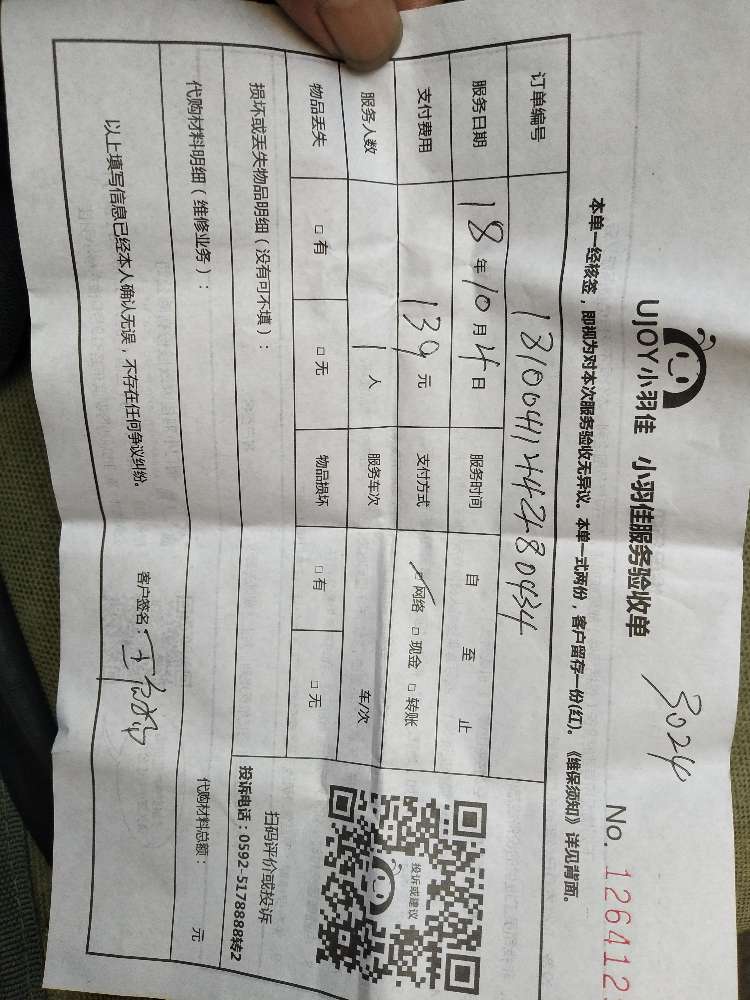 UJOY小羽佳 小羽佳服务验收单
3024
No. 126412
本单一经核签，即视为对本次服务验收无异议。本单一式两份，客户留存一份(红)。《维保须知》详见背面。
订单编号
服务日期 18年10月4日 服务时间 自 至 止
支付费用 139元 支付方式 网络 □ 现金 □ 转账
服务人数 1人 服务车次 车/次
物品丢失 □ 有 □ 无 物品损坏 □ 有 □ 无
损坏或丢失物品明细（没有可不填）：
投诉或建议
扫码评价或投诉
投诉电话：0592-5178888转2
代购材料明细（维修业务）： 代购材料总额： 元
以上填写信息已经本人确认无误，不存在任何争议纠纷。 客户签名：